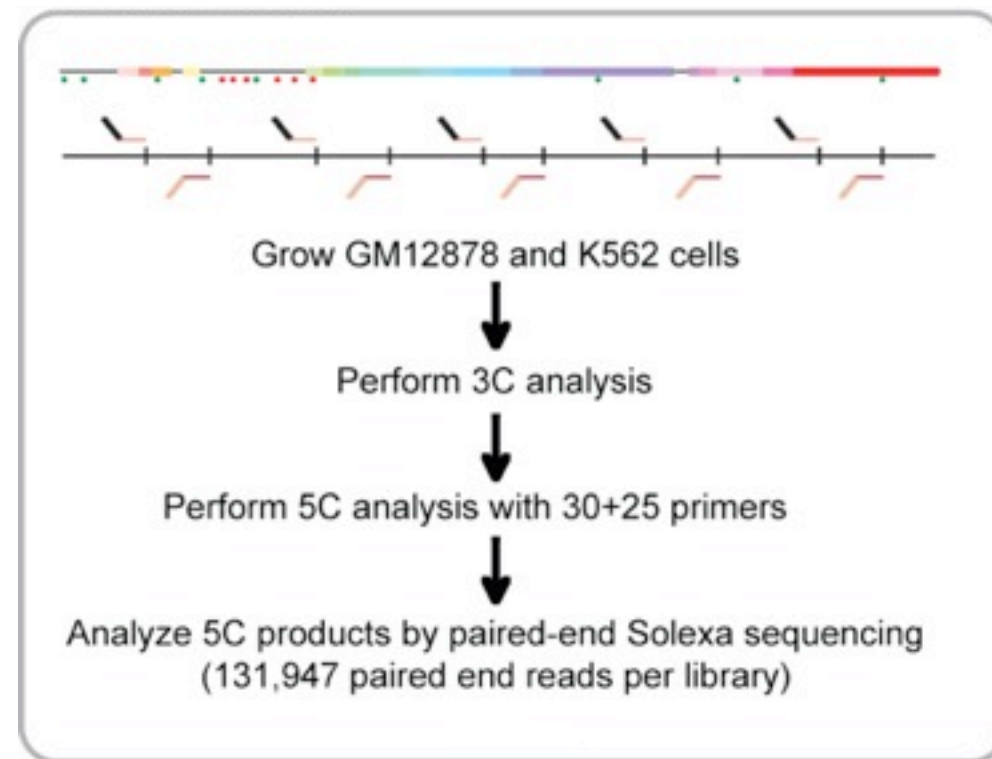 Grow GM12878 and K562 cells
Perform 3C analysis
Perform 5C analysis with 30+25 primers
Analyze 5C products by paired-end Solexa sequencing
(131,947 paired end reads per library)